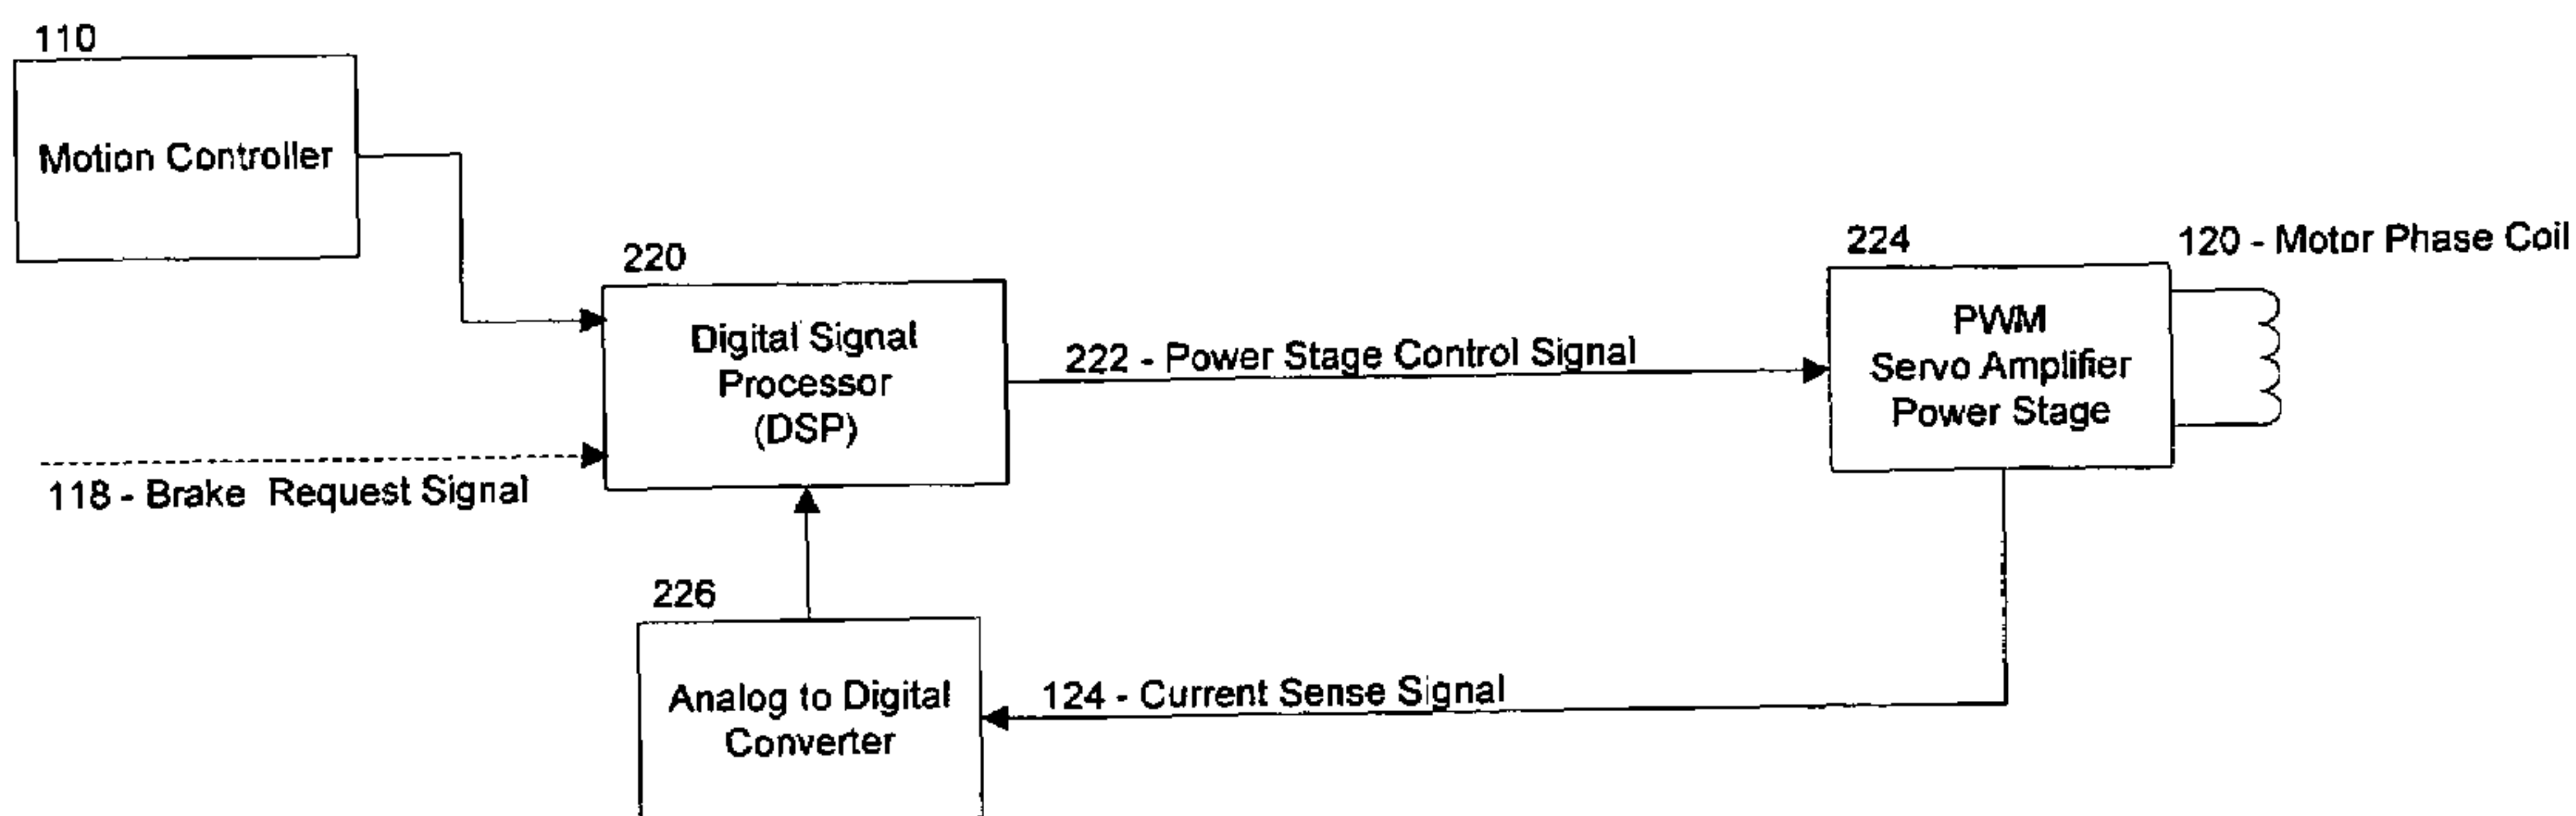 110
Motion Controller
220
Digital Signal
Processor
(DSP)
118 - Brake Request Signal
222 - Power Stage Control Signal
224
PWM
Servo Amplifier
Power Stage
120 - Motor Phase Coil
226
Analog to Digital
Converter
124 - Current Sense Signal